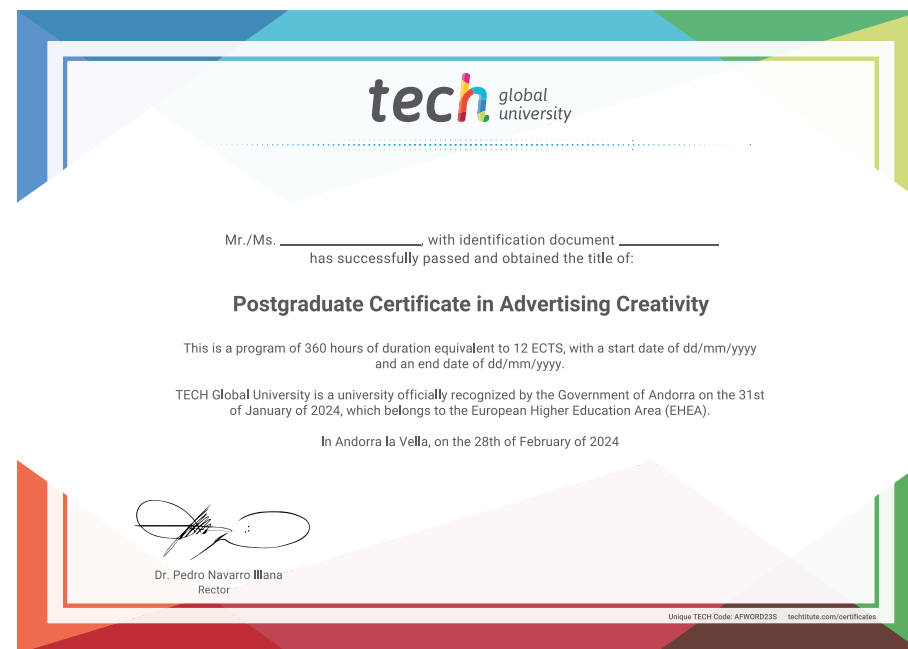 tech global university
Mr./Ms. ____________________, with identification document ______________
has successfully passed and obtained the title of:
Postgraduate Certificate in Advertising Creativity
This is a program of 360 hours of duration equivalent to 12 ECTS, with a start date of dd/mm/yyyy
and an end date of dd/mm/yyyy.
TECH Global University is a university officially recognized by the Government of Andorra on the 31st
of January of 2024, which belongs to the European Higher Education Area (EHEA).
In Andorra la Vella, on the 28th of February of 2024
Dr. Pedro Navarro Illana
Rector
Unique TECH Code: AFWORD23S techtitute.com/certificates